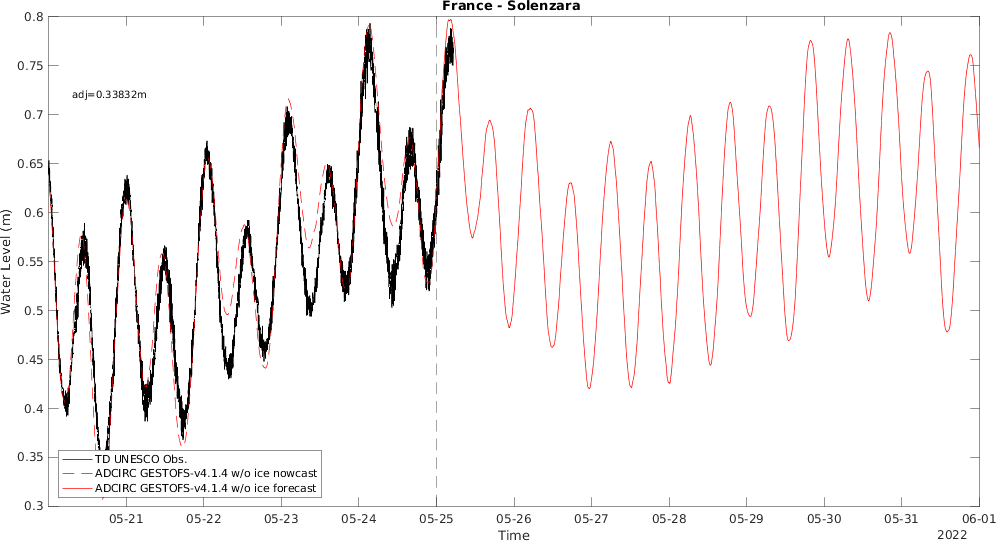 France - Solenzara
0.8
0.75
0.7
0.65
0.6
0.55
0.5
0.45
0.4
0.35
0.3
Water Level (m)
adj=0.33832m
TD UNESCO Obs.
ADCIRC GESTOFS-v4.1.4 w/o ice nowcast
ADCIRC GESTOFS-v4.1.4 w/o ice forecast
05-21 05-22 05-23 05-24 05-25 05-26 05-27 05-28 05-29 05-30 05-31 06-01
Time
2022